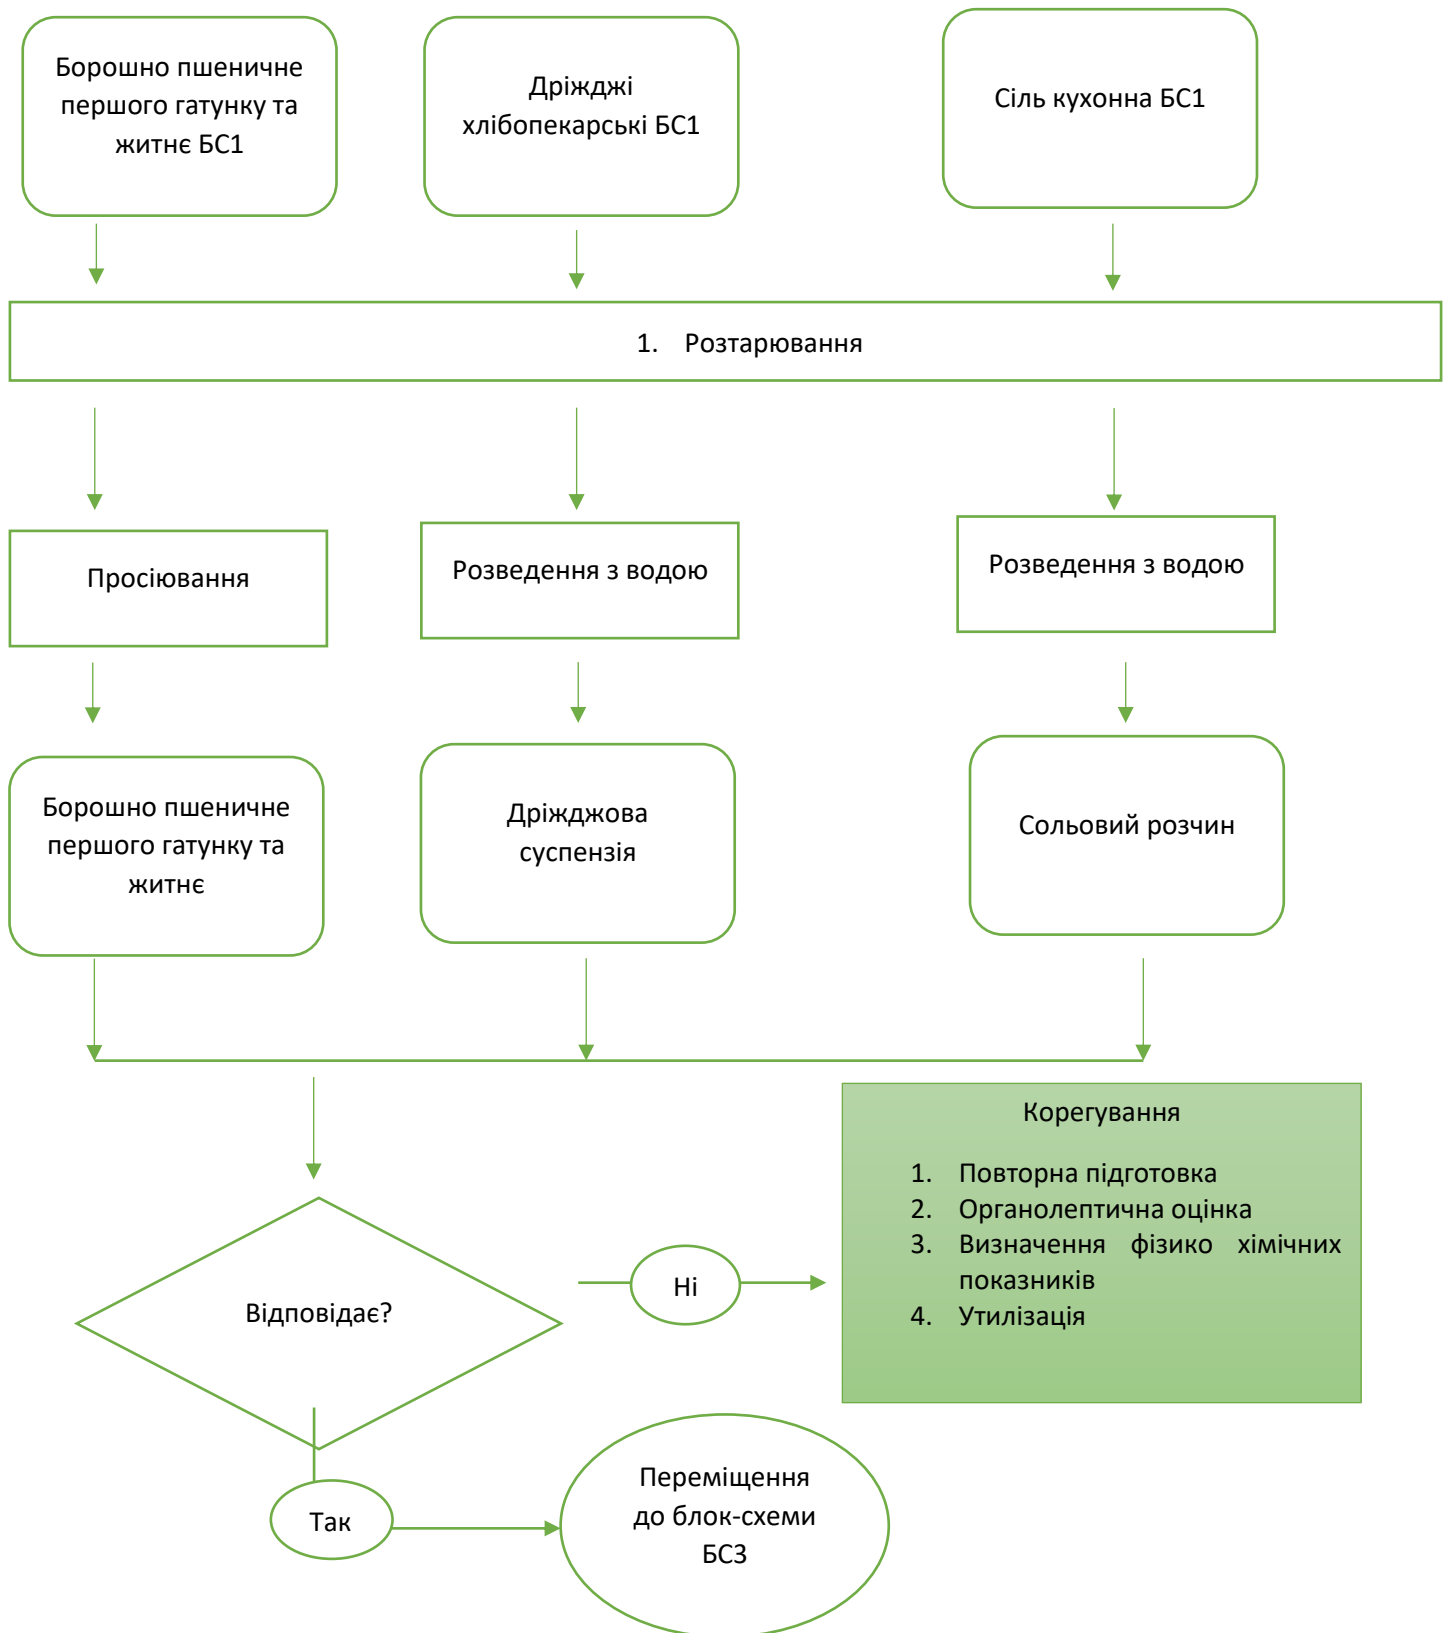 Борошно пшеничне
першого гатунку та
житнє БС1
Дріжджі
хлібопекарські БС1
Сіль кухонна БС1
1. Розтарювання
Просіювання
Розведення з водою
Розведення з водою
Борошно пшеничне
першого гатунку та
житнє
Дріжджова
суспензія
Сольовий розчин
Корегування
1. Повторна підготовка
2. Органолептична оцінка
3. Визначення фізико хімічних
показників
4. Утилізація
Відповідає?
Ні
Так
Переміщення
до блок-схеми
БС3